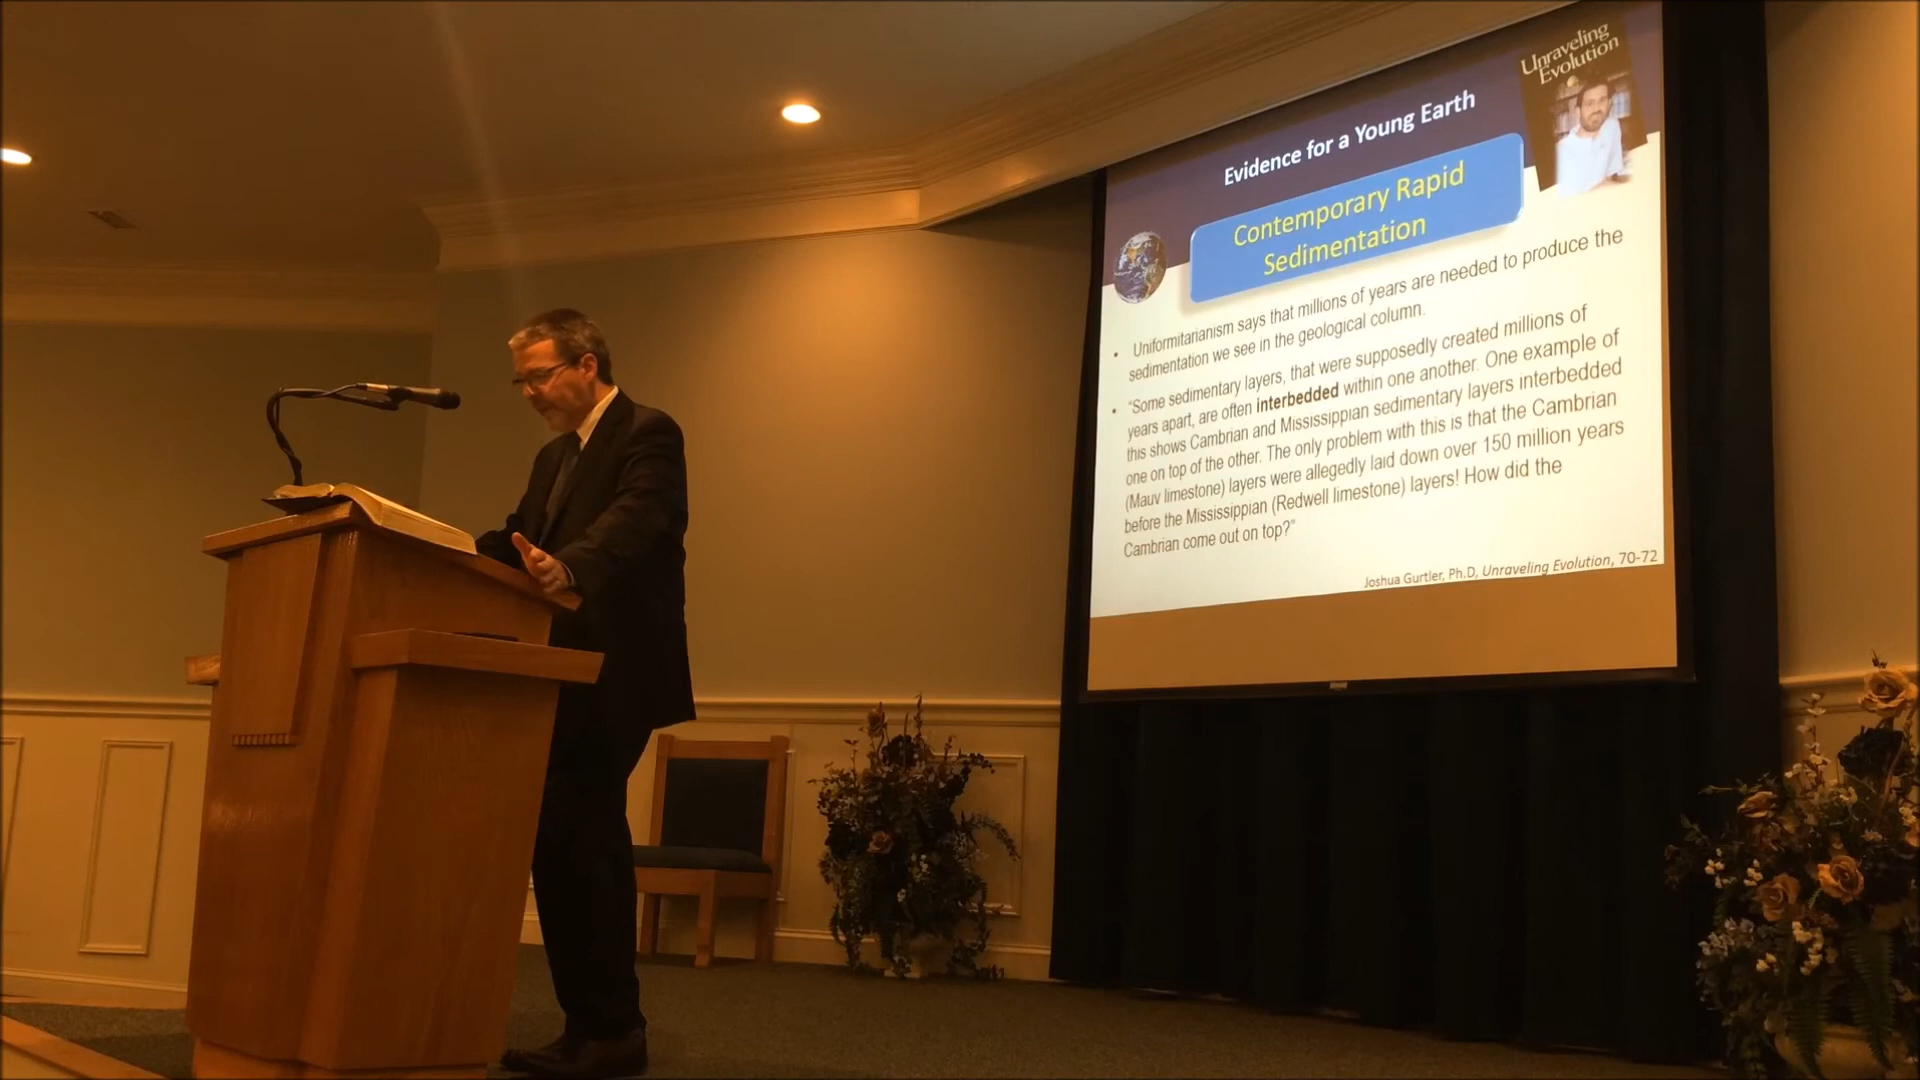 Unraveling
Evolution
Evidence for a Young Earth
Contemporary Rapid
Sedimentation
• Uniformitarianism says that millions of years are needed to produce the
sedimentation we see in the geological column.
• "Some sedimentary layers, that were supposedly created millions of
years apart, are often interbedded within one another. One example of
this shows Cambrian and Mississippian sedimentary layers interbedded
one on top of the other. The only problem with this is that the Cambrian
(Mauv limestone) layers were allegedly laid down over 150 million years
before the Mississippian (Redwell limestone) layers! How did the
Cambrian come out on top?"
Joshua Gurtler, Ph.D, Unraveling Evolution, 70-72